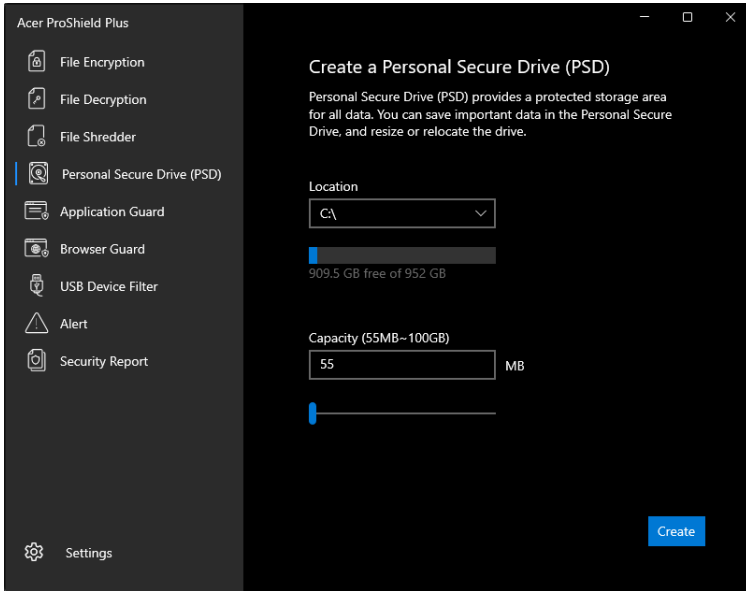 Acer ProShield Plus
File Encryption
File Decryption
File Shredder
Personal Secure Drive (PSD)
Application Guard
Browser Guard
USB Device Filter
Alert
Security Report
Settings
Create a Personal Secure Drive (PSD)
Personal Secure Drive (PSD) provides a protected storage area
for all data. You can save important data in the Personal Secure
Drive, and resize or relocate the drive.
Location
C:\
909.5 GB free of 952 GB
Capacity (55MB~100GB)
55 MB
Create